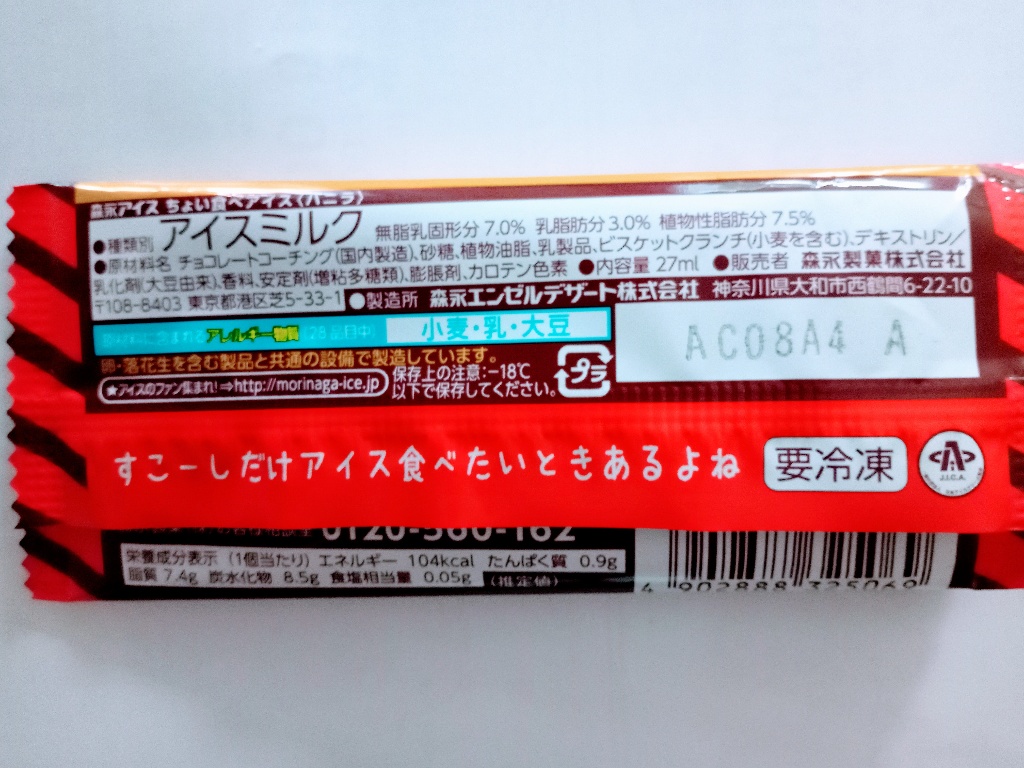 森永アイス ちょい食べアイス〈バニラ〉
●種類別 アイスミルク 無脂乳固形分 7.0% 乳脂肪分 3.0% 植物性脂肪分 7.5%
●原材料名 チョコレートコーチング(国内製造)、砂糖、植物油脂、乳製品、ビスケットクランチ(小麦を含む)、デキストリン/
乳化剤(大豆由来)、香料、安定剤(増粘多糖類)、膨脹剤、カロテン色素 ●内容量 27ml ●販売者 森永製菓株式会社
〒108-8403 東京都港区芝5-33-1 ●製造所 森永エンゼルデザート株式会社 神奈川県大和市西鶴間6-22-10
原材料に含まれるアレルギー物質(28品目中) 小麦・乳・大豆
AC08A4 A
卵・落花生を含む製品と共通の設備で製造しています。
★アイスのファン集まれ!⇒http://morinaga-ice.jp
保存上の注意:−18℃
以下で保存してください。
プラ
すこーしだけアイス食べたいときあるよね
要冷凍
J.I.C.A.
0120-560-162
栄養成分表示 (1個当たり) エネルギー 104kcal たんぱく質 0.9g
脂質 7.4g 炭水化物 8.5g 食塩相当量 0.05g (推定値)
4 902888 325069